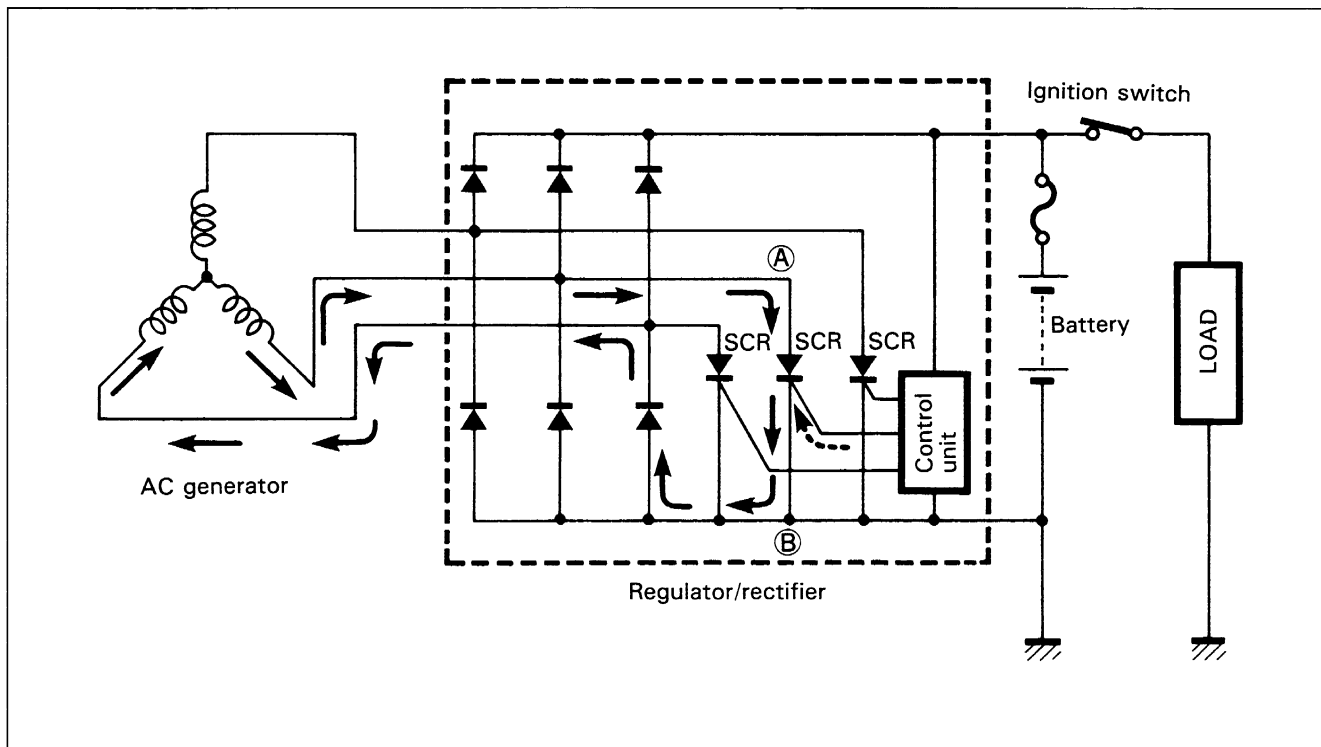 Ignition switch
Ⓐ
SCR SCR SCR
Battery
LOAD
Control
unit
AC generator
Ⓑ
Regulator/rectifier